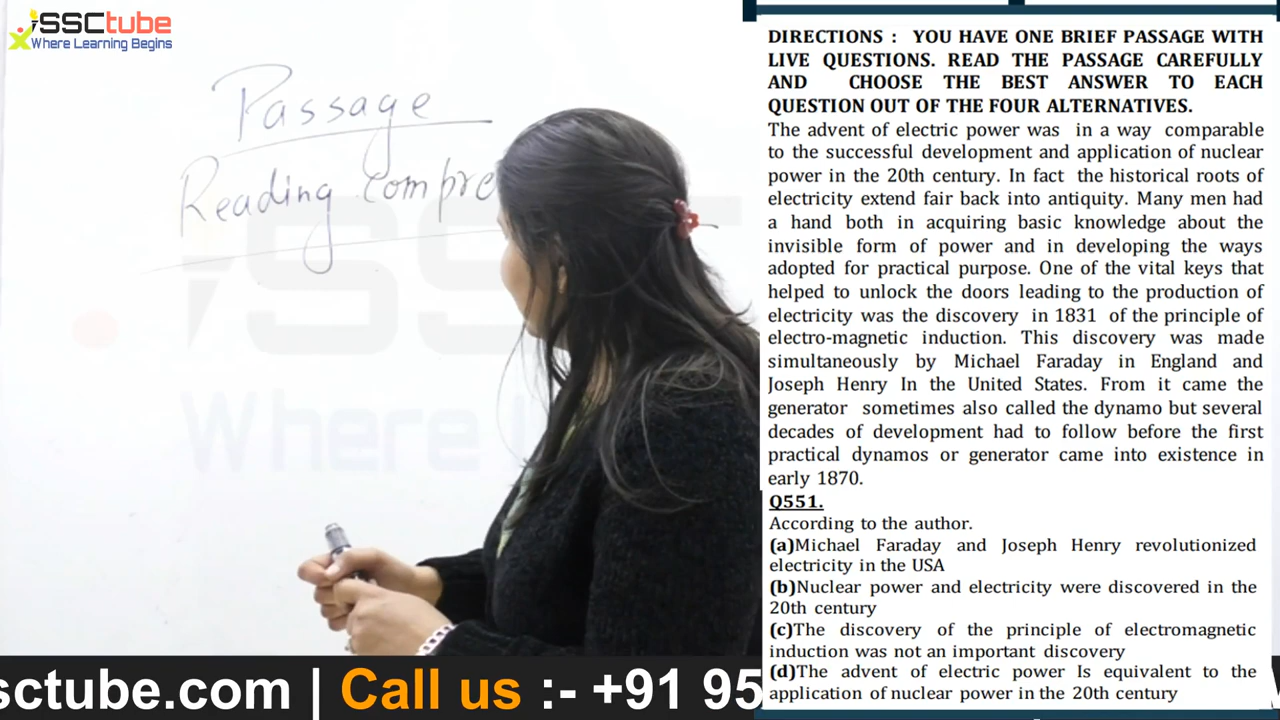 iSSCtube
Where Learning Begins
Passage
Reading compre
iSS
Where l
DIRECTIONS : YOU HAVE ONE BRIEF PASSAGE WITH
LIVE QUESTIONS. READ THE PASSAGE CAREFULLY
AND CHOOSE THE BEST ANSWER TO EACH
QUESTION OUT OF THE FOUR ALTERNATIVES.
The advent of electric power was in a way comparable
to the successful development and application of nuclear
power in the 20th century. In fact the historical roots of
electricity extend fair back into antiquity. Many men had
a hand both in acquiring basic knowledge about the
invisible form of power and in developing the ways
adopted for practical purpose. One of the vital keys that
helped to unlock the doors leading to the production of
electricity was the discovery in 1831 of the principle of
electro-magnetic induction. This discovery was made
simultaneously by Michael Faraday in England and
Joseph Henry In the United States. From it came the
generator sometimes also called the dynamo but several
decades of development had to follow before the first
practical dynamos or generator came into existence in
early 1870.
Q551.
According to the author.
(a)Michael Faraday and Joseph Henry revolutionized
electricity in the USA
(b)Nuclear power and electricity were discovered in the
20th century
(c)The discovery of the principle of electromagnetic
induction was not an important discovery
(d)The advent of electric power Is equivalent to the
application of nuclear power in the 20th century
sctube.com | Call us :- +91 95